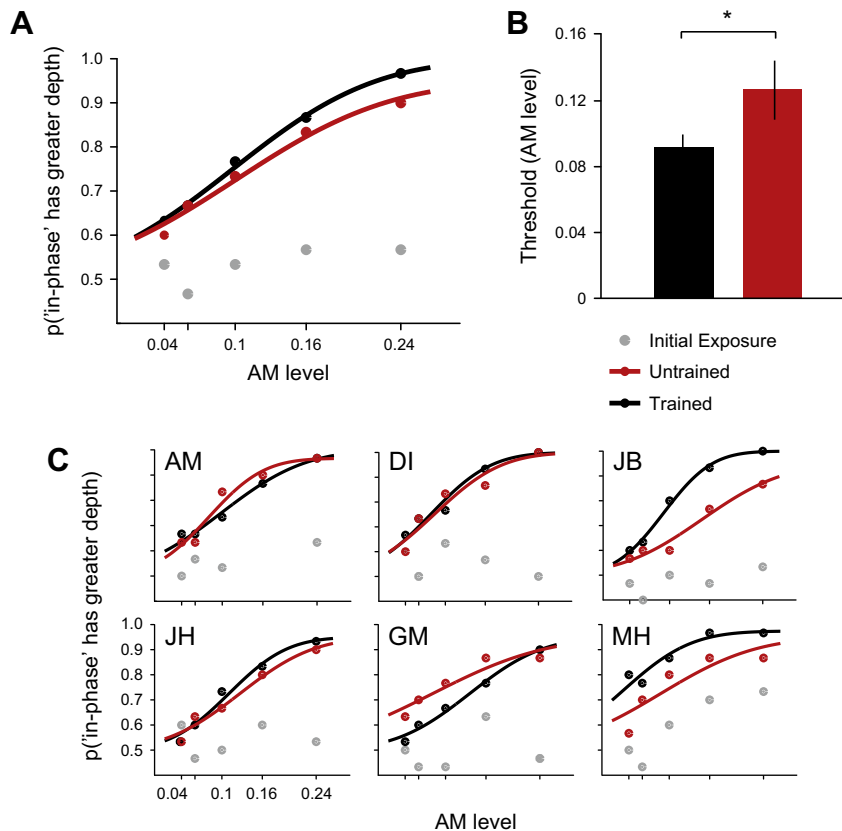 A
p('in-phase' has greater depth)
1.0
0.9
0.8
0.7
0.6
0.5
0.04
0.1
0.16
0.24
AM level
B
Threshold (AM level)
0.16
0.12
0.08
0.04
0
*
Initial Exposure
Untrained
Trained
C
p('in-phase' has greater depth)
AM
DI
JB
JH
GM
MH
1.0
0.9
0.8
0.7
0.6
0.5
0.04
0.1
0.16
0.24
AM level